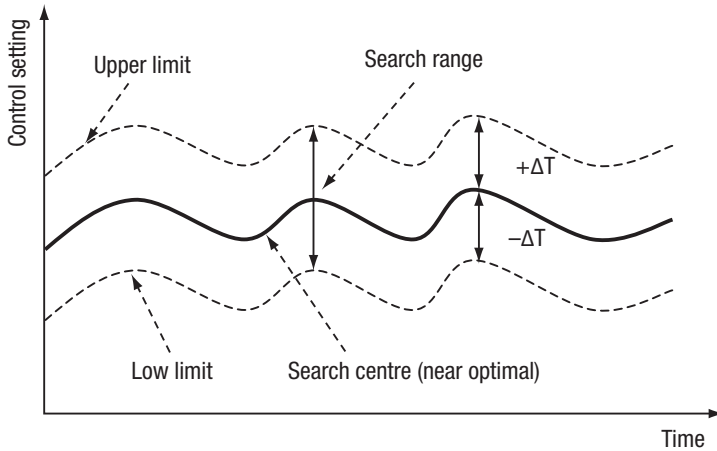 Control setting
Upper limit
Search range
+ΔT
−ΔT
Low limit
Search centre (near optimal)
Time